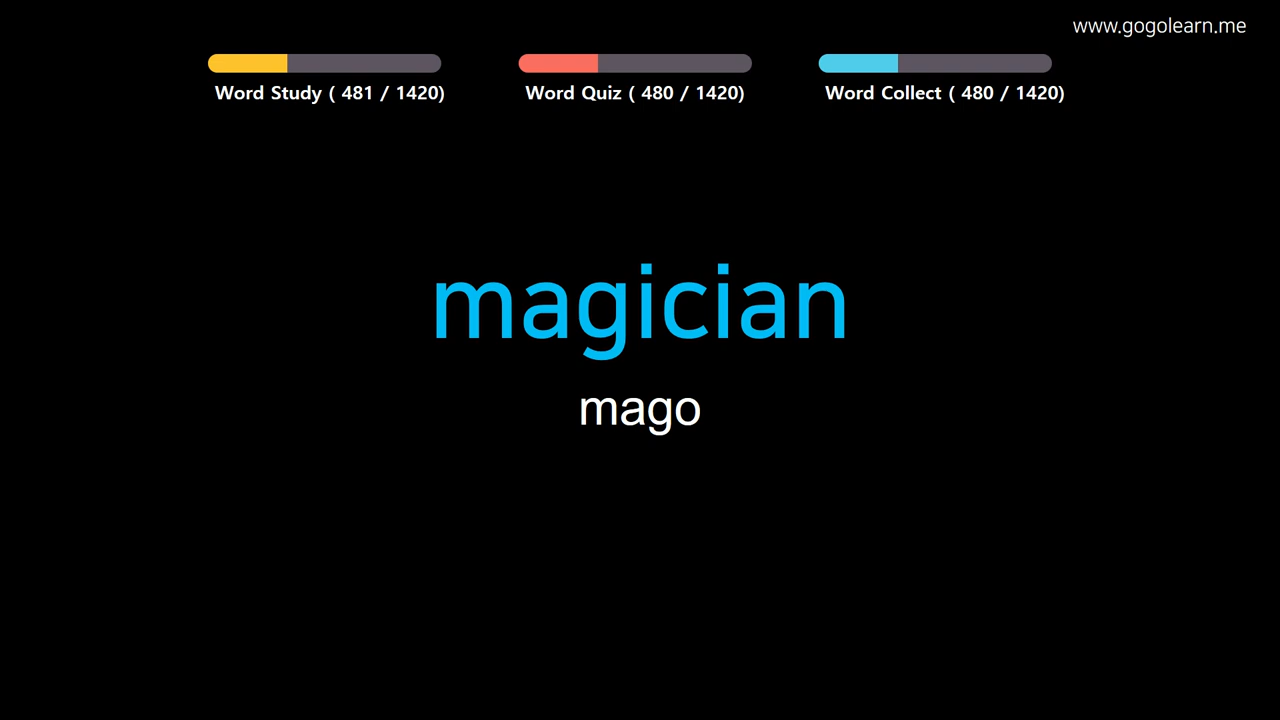 www.gogolearn.me
Word Study ( 481 / 1420)
Word Quiz ( 480 / 1420)
Word Collect ( 480 / 1420)
magician
mago